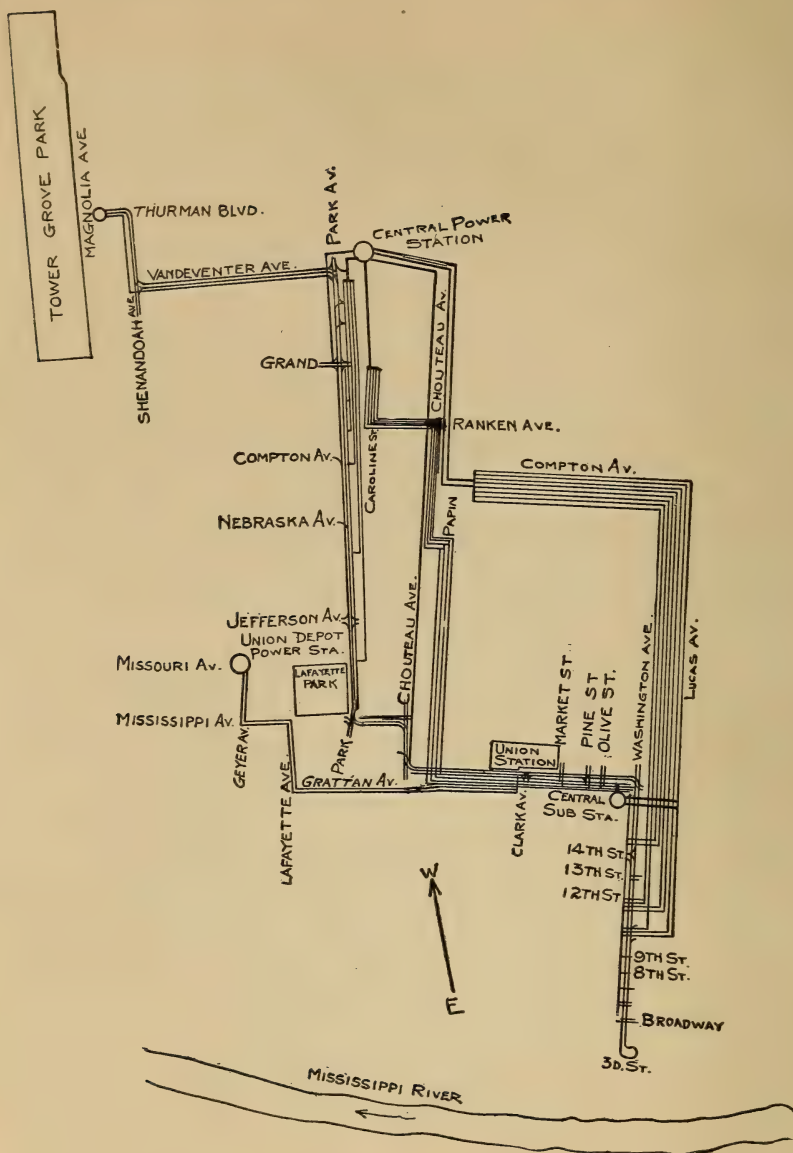 TOWER GROVE PARK
MAGNOLIA AVE
THURMAN BLVD.
PARK AV.
CENTRAL POWER
STATION
VANDEVENTER AVE.
SHENANDOAH AVE.
CHOUTEAU AV.
GRAND
RANKEN AVE.
CAROLINE ST.
COMPTON AV.
COMPTON AV.
PAPIN
NEBRASKA AV.
JEFFERSON AV.
UNION DEPOT
POWER STA.
MISSOURI AV.
LAFAYETTE
PARK
CHOUTEAU AVE.
MARKET ST.
PINE ST
OLIVE ST.
WASHINGTON AVE.
LUCAS AV.
MISSISSIPPI AV.
GEYER AV.
PARK
UNION
STATION
LAFAYETTE AVE.
GRATTAN AV.
CLARK AV.
CENTRAL
SUB STA.
14TH ST.
13TH ST.
12TH ST
W
E
9TH ST.
8TH ST.
BROADWAY
3D. ST.
MISSISSIPPI RIVER